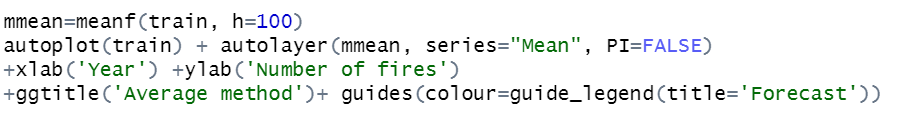 mmean=meanf(train, h=100)
autoplot(train) + autolayer(mmean, series="Mean", PI=FALSE)
+xlab('Year') +ylab('Number of fires')
+ggtitle('Average method')+ guides(colour=guide_legend(title='Forecast'))